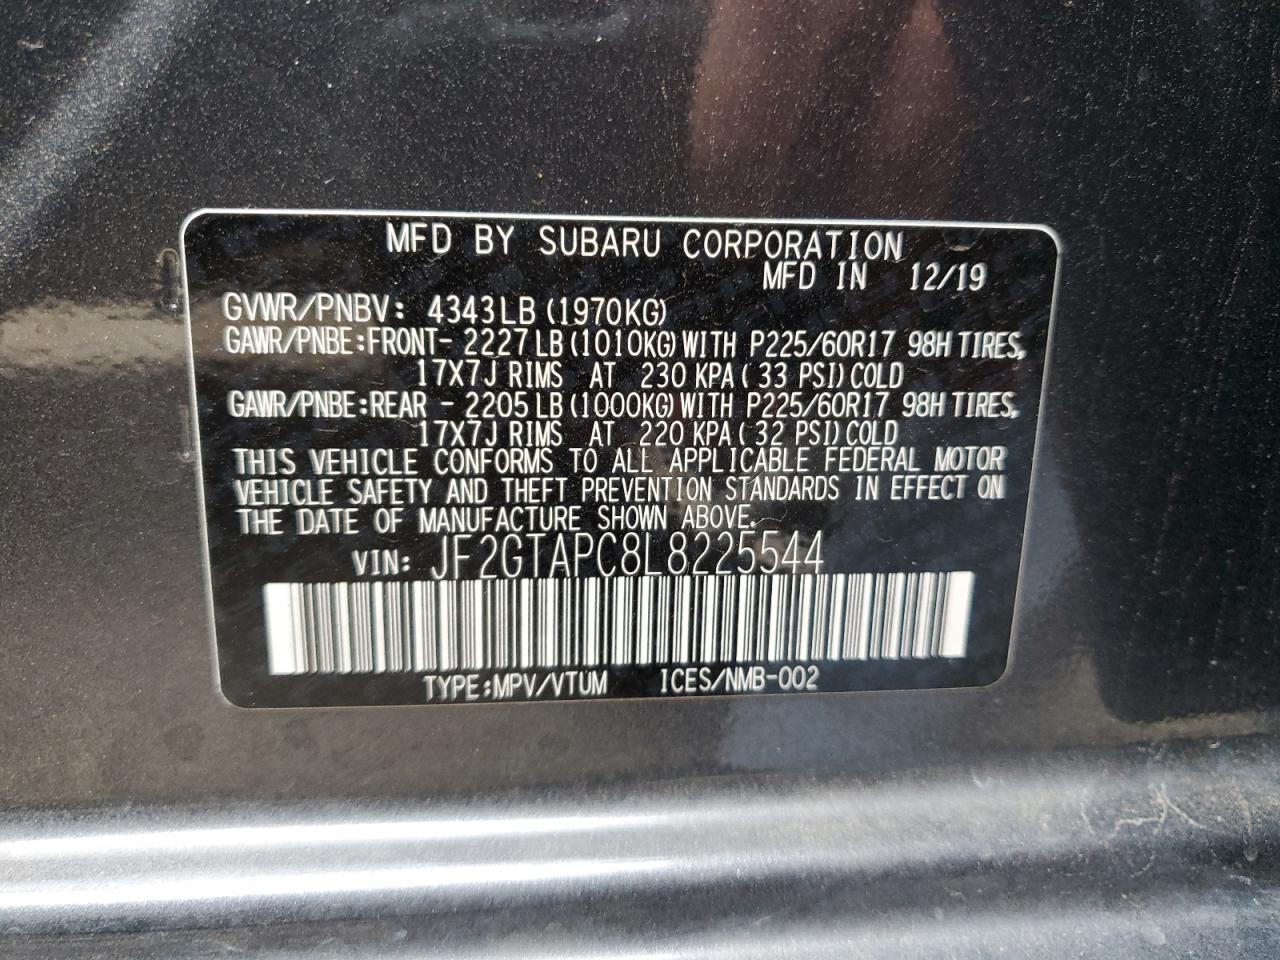 MFD BY SUBARU CORPORATION
MFD IN 12/19
GVWR/PNBV: 4343LB (1970KG)
GAWR/PNBE:FRONT- 2227LB(1010KG)WITH P225/60R17 98H TIRES,
17X7J RIMS AT 230 KPA(33 PSI)COLD
GAWR/PNBE:REAR - 2205LB(1000KG)WITH P225/60R17 98H TIRES,
17X7J RIMS AT 220 KPA(32 PSI)COLD
THIS VEHICLE CONFORMS TO ALL APPLICABLE FEDERAL MOTOR
VEHICLE SAFETY AND THEFT PREVENTION STANDARDS IN EFFECT ON
THE DATE OF MANUFACTURE SHOWN ABOVE.
VIN: JF2GTAPC8L8225544
TYPE:MPV/VTUM ICES/NMB-002